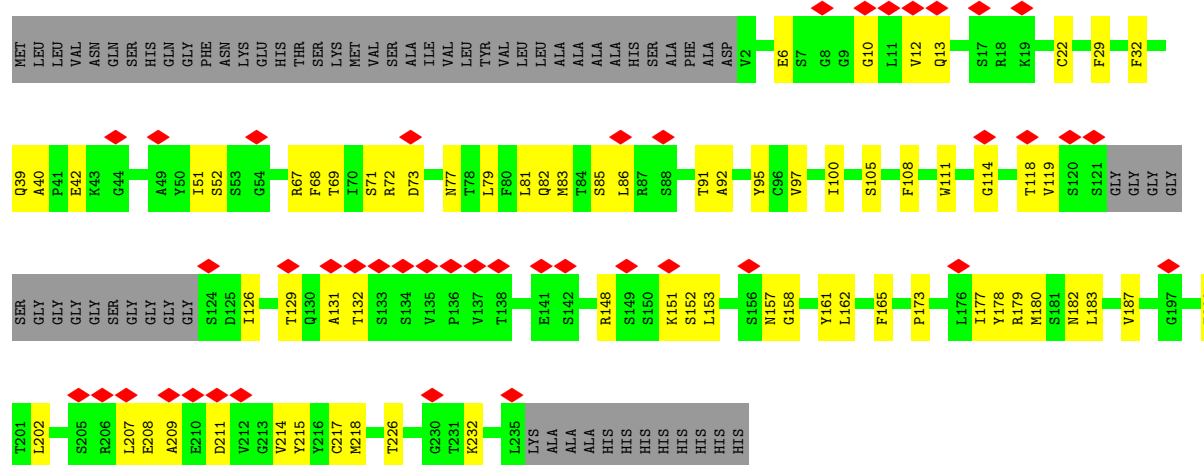 MET LEU LEU VAL ASN GLN SER HIS GLN GLY PHE ASN LYS GLU HIS THR SER LYS MET VAL SER ALA ILE VAL LEU TYR VAL LEU LEU ALA ALA ALA ALA HIS SER ALA PHE ALA ASP V2 E6 S7 G8 G9 G10 L11 V12 Q13 S17 R18 K19 C22 F29 F32
Q39 A40 P41 E42 K43 G44 A49 Y50 I51 S52 S53 G54 R67 F68 T69 I70 S71 R72 D73 N77 T78 L79 F80 L81 Q82 M83 T84 S85 L86 R87 S88 T91 A92 Y95 C96 V97 I100 S105 F108 W111 G114 T118 V119 S120 S121 GLY GLY GLY GLY
SER GLY GLY GLY GLY SER GLY GLY GLY GLY S124 D125 I126 T129 Q130 A131 T132 S133 S134 V135 P136 V137 T138 E141 S142 R148 S149 S150 K151 S152 L153 S156 N157 G158 Y161 L162 F165 P173 L176 I177 Y178 R179 M180 S181 N182 L183 V187 G197
T201 L202 S205 R206 L207 E208 A209 E210 D211 V212 G213 V214 Y215 Y216 C217 M218 T226 G230 T231 K232 L235 LYS ALA ALA ALA HIS HIS HIS HIS HIS HIS HIS HIS